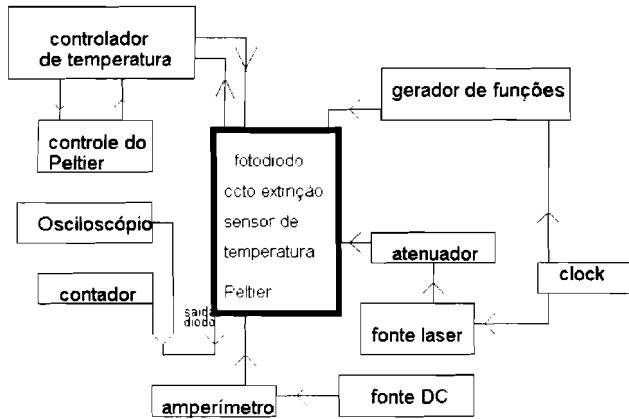 controlador
de temperatura
gerador de funções
controle do
Peltier
fotodiodo
ccto extinção
sensor de
temperatura
Peltier
Osciloscópio
contador
saída
diodo
atenuador
clock
fonte laser
amperímetro
fonte DC